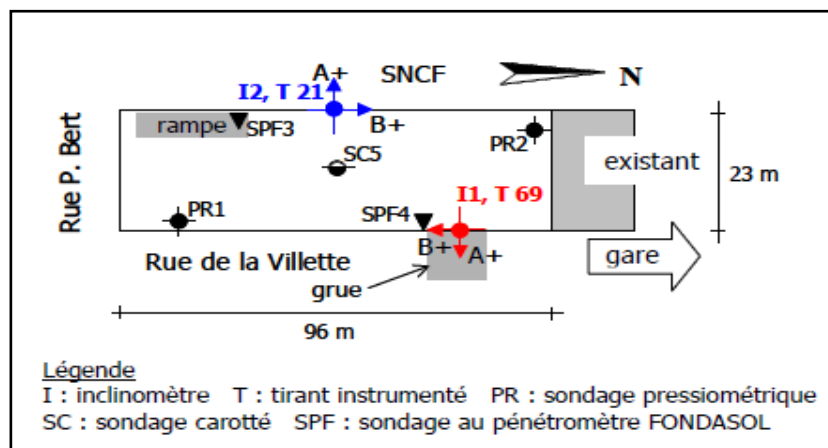 A+ SNCF
I2, T 21
N
B+
rampe
SPF3
PR2
existant
SC5
Rue P. Bert
23 m
I1, T 69
PR1
SPF4
B+
A+
Rue de la Villette
gare
grue
96 m
Légende
I : inclinomètre T : tirant instrumenté PR : sondage pressiométrique
SC : sondage carotté SPF : sondage au pénétromètre FONDASOL